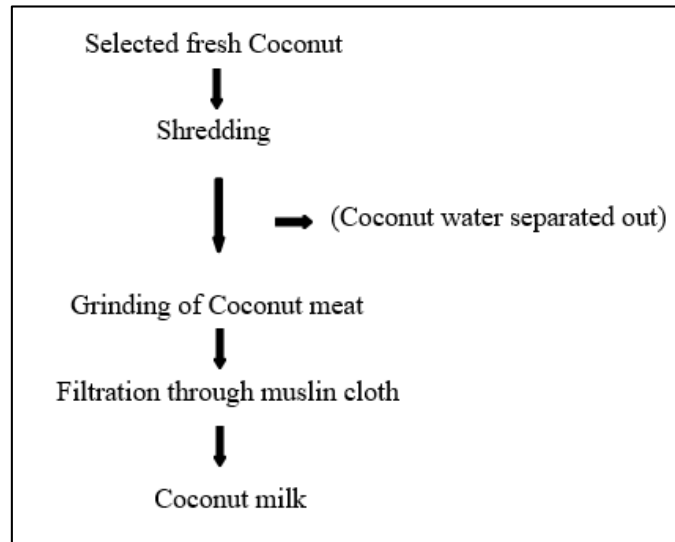 Selected fresh Coconut
Shredding
(Coconut water separated out)
Grinding of Coconut meat
Filtration through muslin cloth
Coconut milk